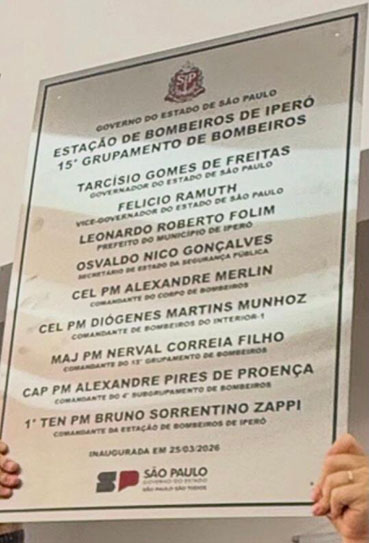 SP
GOVERNO DO ESTADO DE SÃO PAULO
ESTAÇÃO DE BOMBEIROS DE IPERÓ
15° GRUPAMENTO DE BOMBEIROS
TARCÍSIO GOMES DE FREITAS
GOVERNADOR DO ESTADO DE SÃO PAULO
FELICIO RAMUTH
VICE-GOVERNADOR DO ESTADO DE SÃO PAULO
LEONARDO ROBERTO FOLIM
PREFEITO DO MUNICÍPIO DE IPERÓ
OSVALDO NICO GONÇALVES
SECRETÁRIO DE ESTADO DA SEGURANÇA PÚBLICA
CEL PM ALEXANDRE MERLIN
COMANDANTE DO CORPO DE BOMBEIROS
CEL PM DIÓGENES MARTINS MUNHOZ
COMANDANTE DE BOMBEIROS DO INTERIOR-1
MAJ PM NERVAL CORREIA FILHO
COMANDANTE DO 15° GRUPAMENTO DE BOMBEIROS
CAP PM ALEXANDRE PIRES DE PROENÇA
COMANDANTE DO 4° SUBGRUPAMENTO DE BOMBEIROS
1° TEN PM BRUNO SORRENTINO ZAPPI
COMANDANTE DA ESTAÇÃO DE BOMBEIROS DE IPERÓ
INAUGURADA EM 25/03/2026
SP SÃO PAULO
GOVERNO DO ESTADO
SÃO PAULO SÃO TODOS